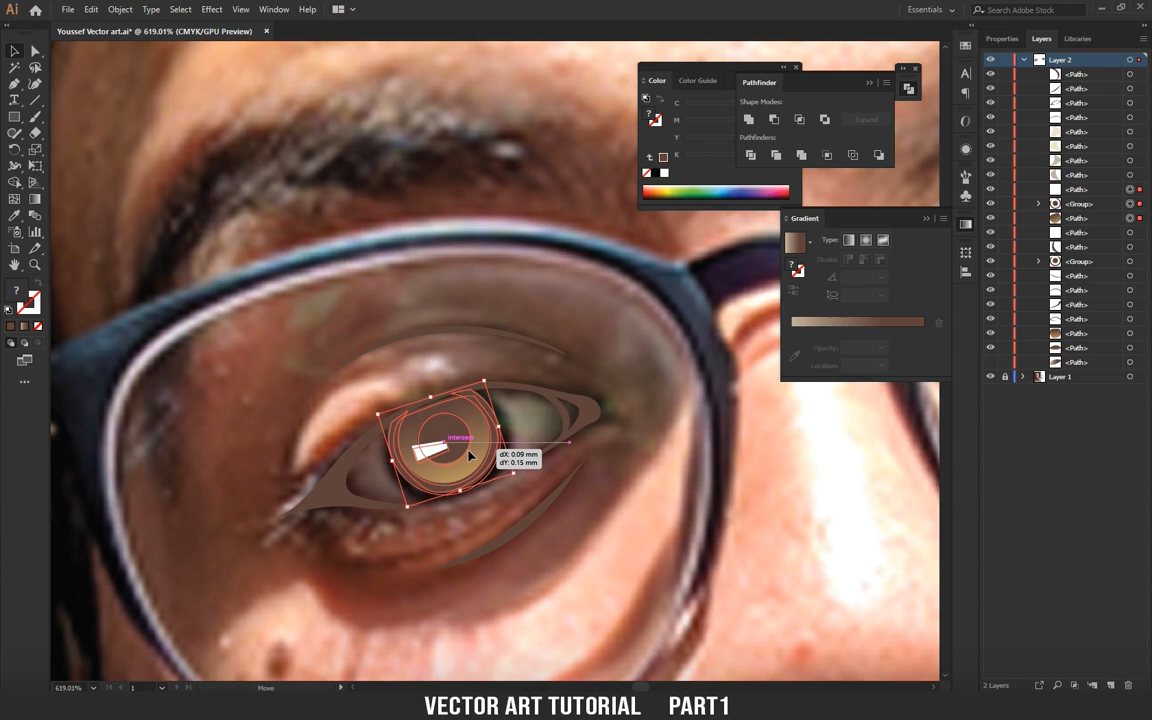 Ai File Edit Object Type Select Effect View Window Help Essentials Search Adobe Stock
Youssef Vector art.ai* @ 619.01% (CMYK/GPU Preview) ×
Properties Layers Libraries
Layer 2
<Path>
<Path>
<Path>
<Path>
<Path>
<Path>
<Path>
<Path>
<Path>
<Group>
<Path>
<Path>
<Path>
<Group>
<Path>
<Path>
<Path>
<Path>
<Path>
<Path>
<Path>
Layer 1
Color Color Guide
C
M
Y
K
Pathfinder
Shape Modes:
Expand
Pathfinders:
Gradient
Type:
Stroke:
Opacity:
Location:
intersect
dX: 0.09 mm
dY: 0.15 mm
619.01% 1 Move
2 Layers
VECTOR ART TUTORIAL PART1